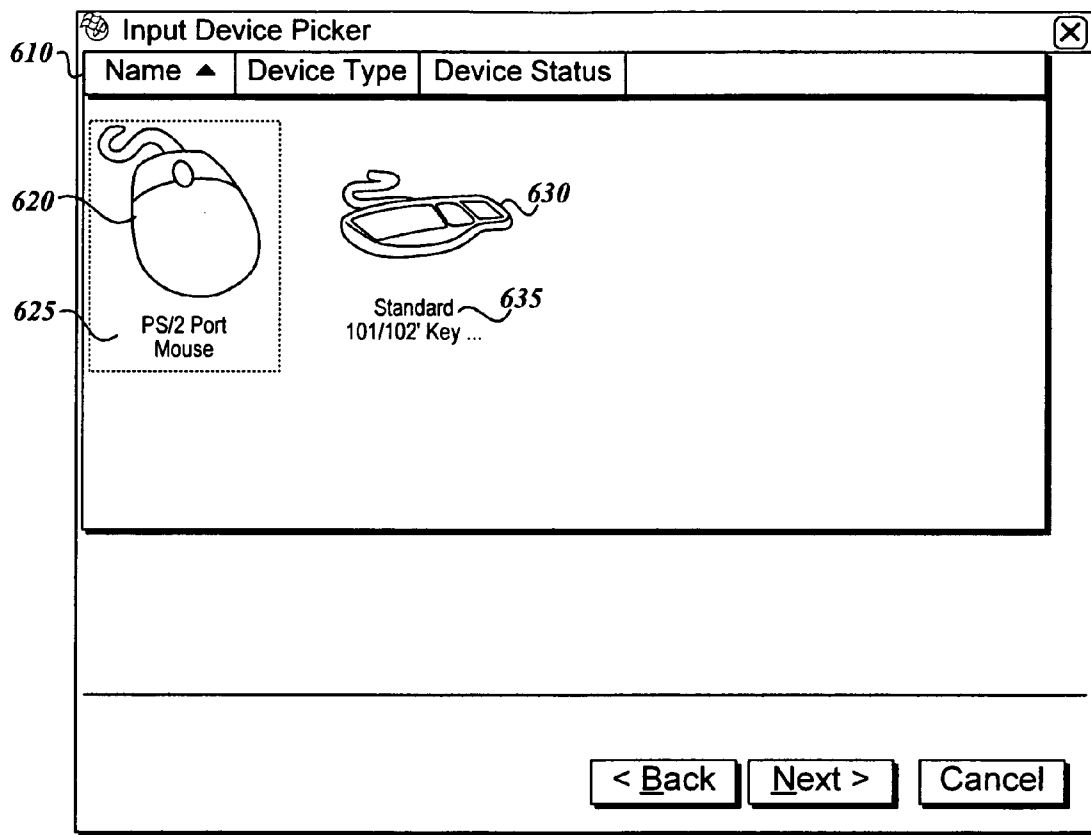 Input Device Picker
610
Name ▲ Device Type Device Status
620
630
625
PS/2 Port
Mouse
Standard
101/102' Key ...
635
< Back Next > Cancel